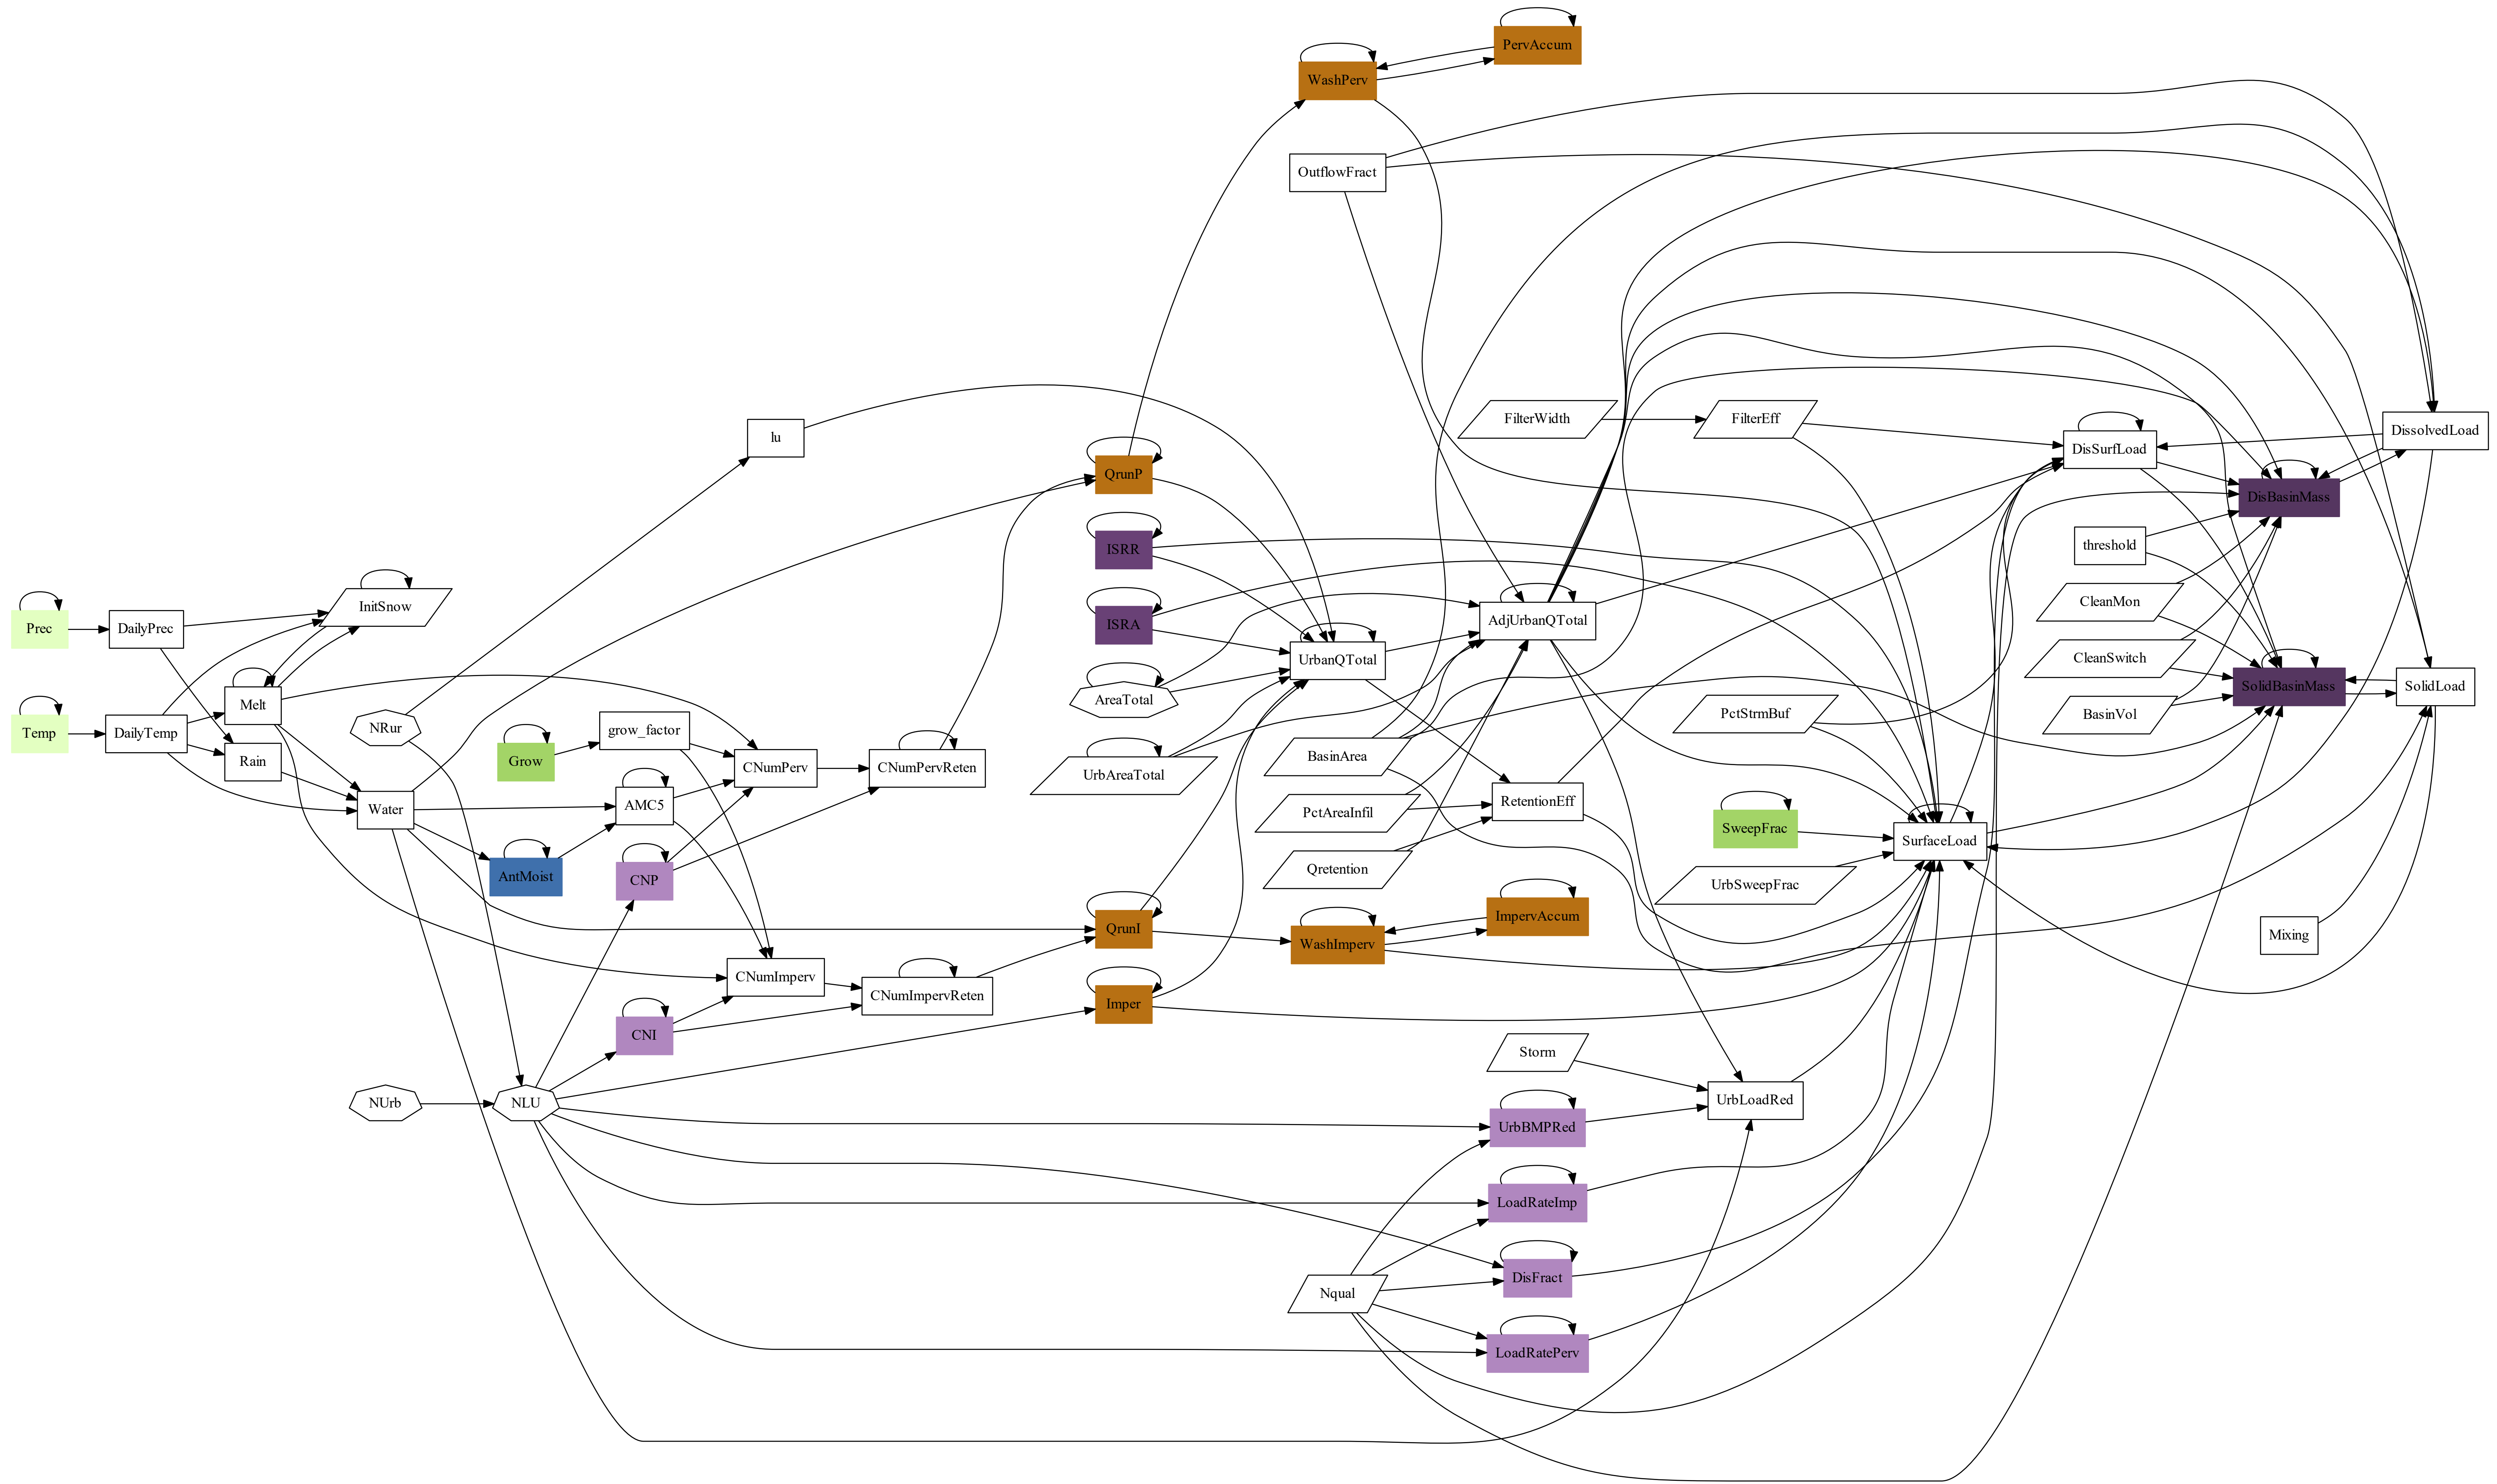 PervAccum
WashPerv
OutflowFract
FilterWidth
FilterEff
DissolvedLoad
lu
DisSurfLoad
QrunP
DisBasinMass
ISRR
threshold
InitSnow
CleanMon
Prec
DailyPrec
ISRA
AdjUrbanQTotal
CleanSwitch
UrbanQTotal
SolidBasinMass
SolidLoad
Melt
AreaTotal
PctStrmBuf
BasinVol
NRur
grow_factor
Temp
DailyTemp
Rain
Grow
CNumPerv
CNumPervReten
UrbAreaTotal
BasinArea
Water
AMC5
PctAreaInfil
RetentionEff
SweepFrac
SurfaceLoad
AntMoist
CNP
Qretention
UrbSweepFrac
ImpervAccum
QrunI
WashImperv
Mixing
CNumImperv
CNumImpervReten
Imper
CNI
Storm
NUrb
NLU
UrbLoadRed
UrbBMPRed
LoadRateImp
DisFract
Nqual
LoadRatePerv